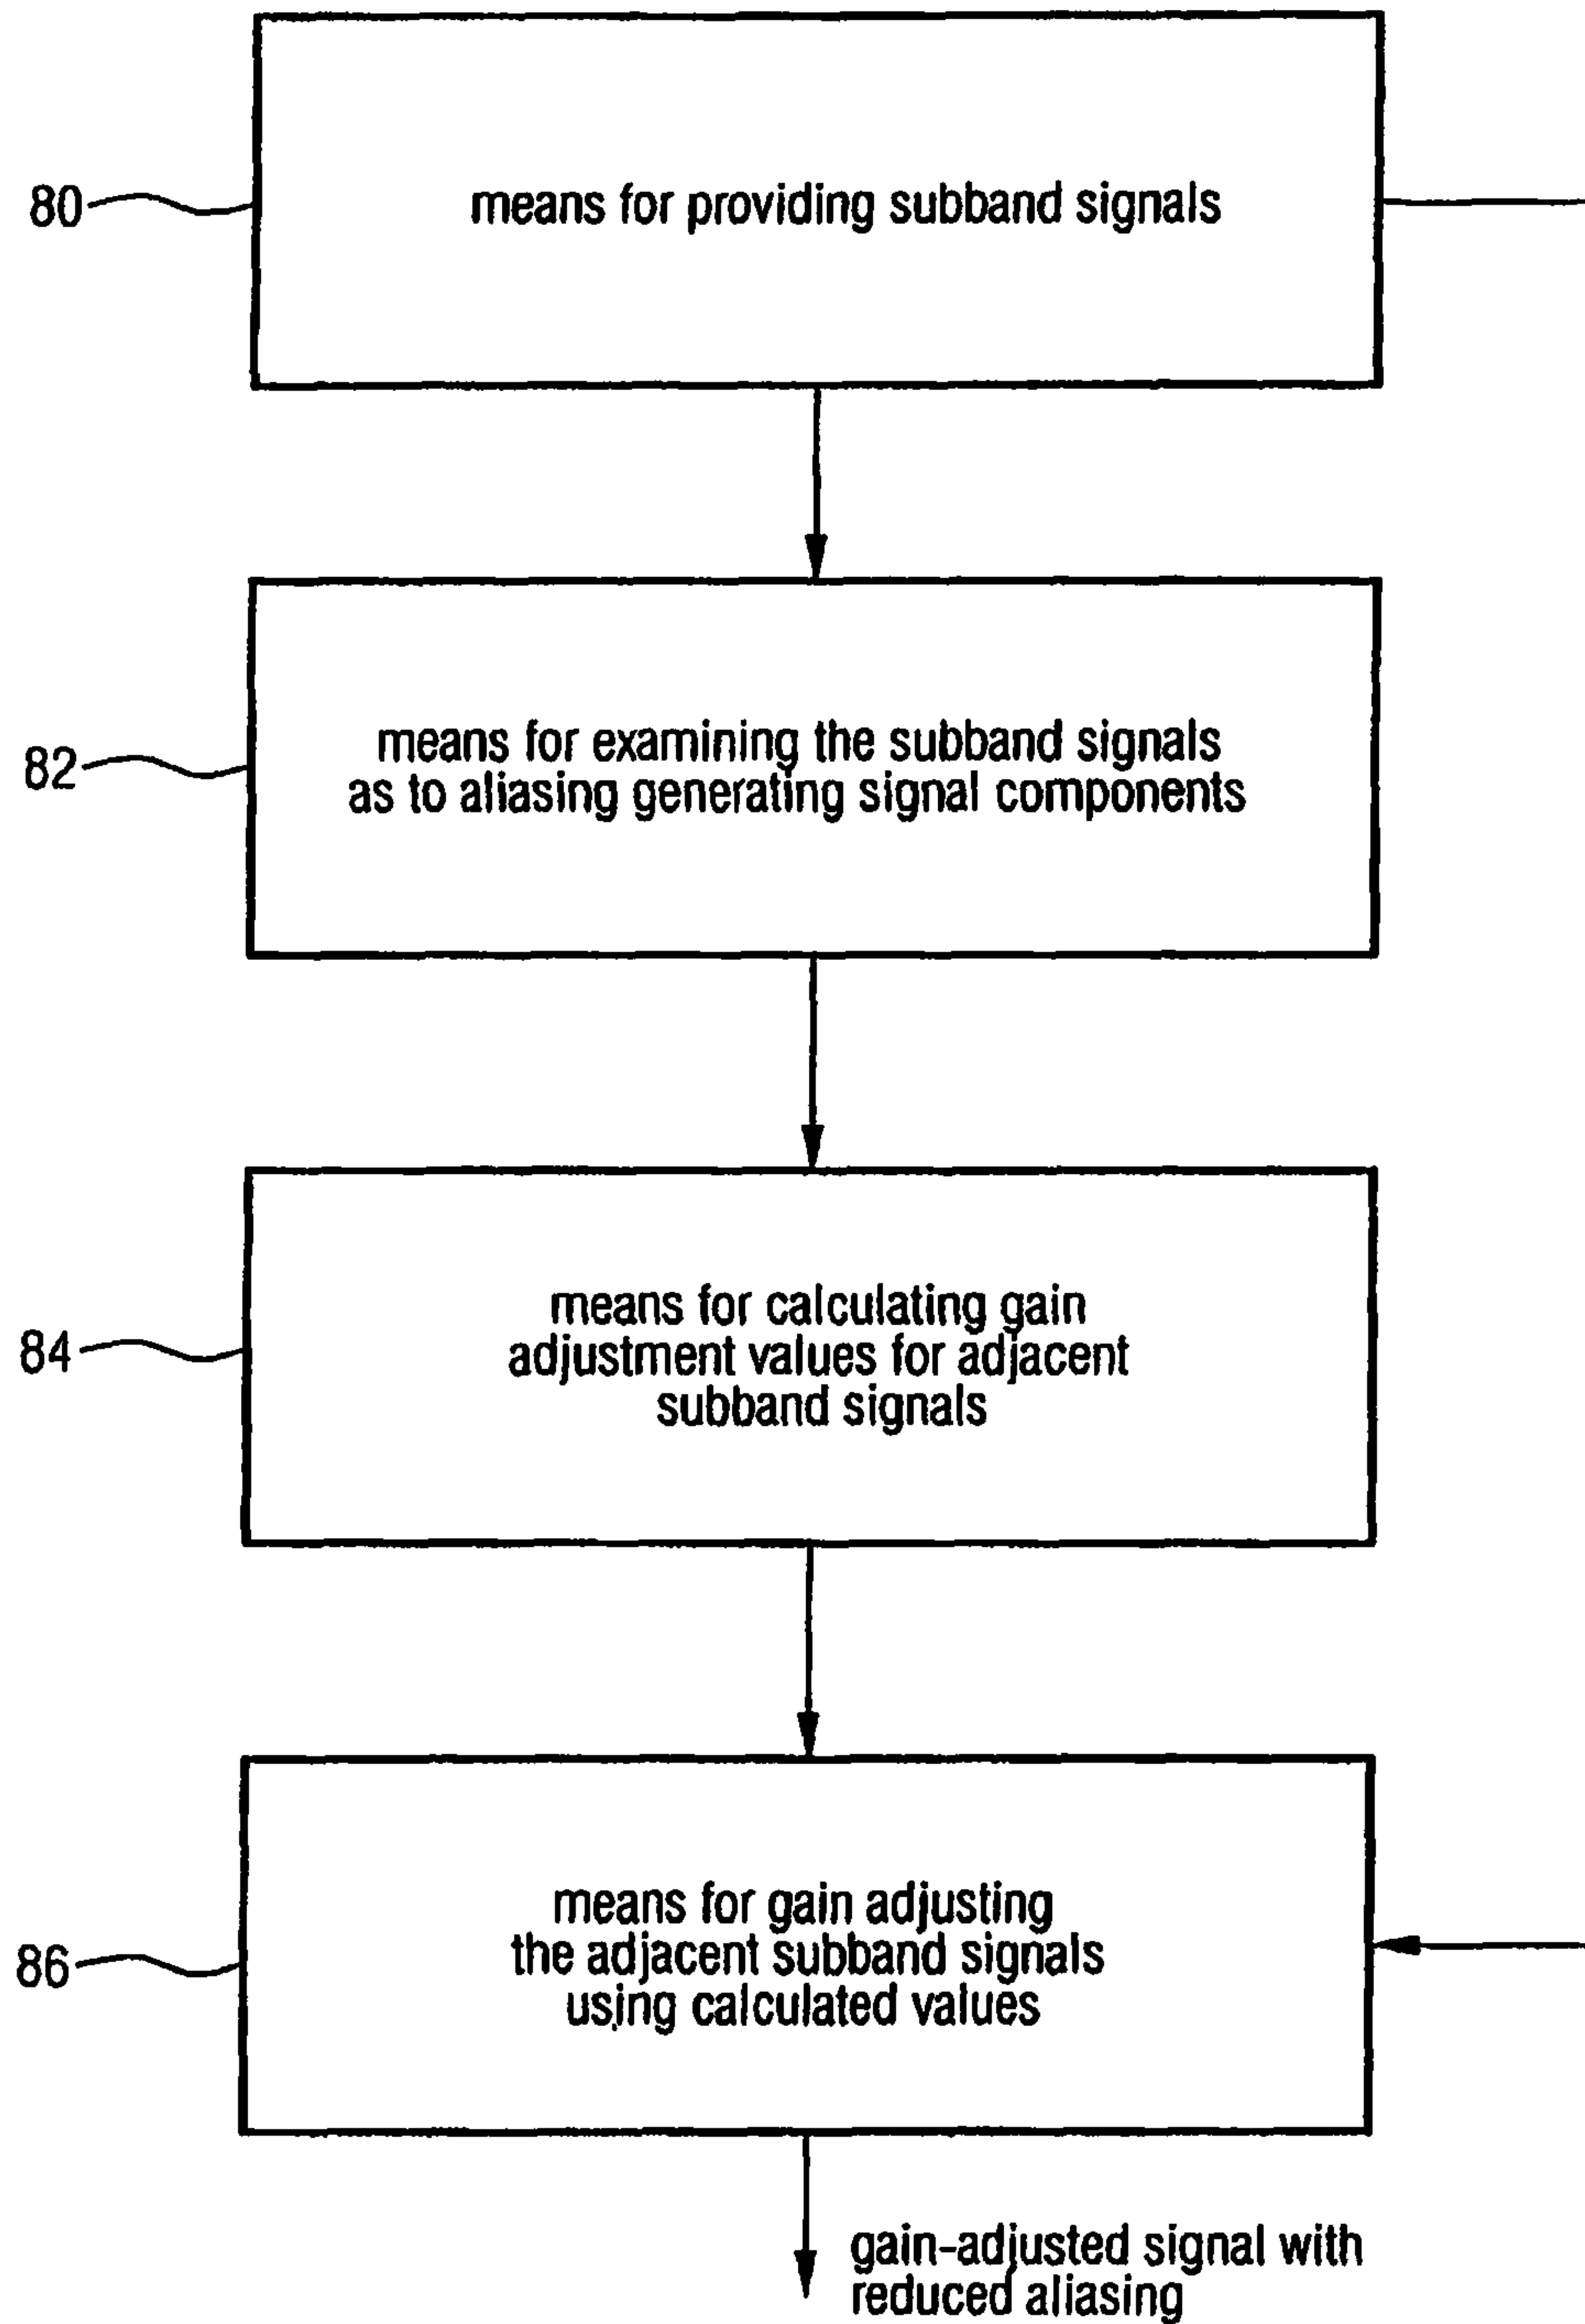 80
means for providing subband signals
82
means for examining the subband signals
as to aliasing generating signal components
84
means for calculating gain
adjustment values for adjacent
subband signals
86
means for gain adjusting
the adjacent subband signals
using calculated values
gain-adjusted signal with
reduced aliasing